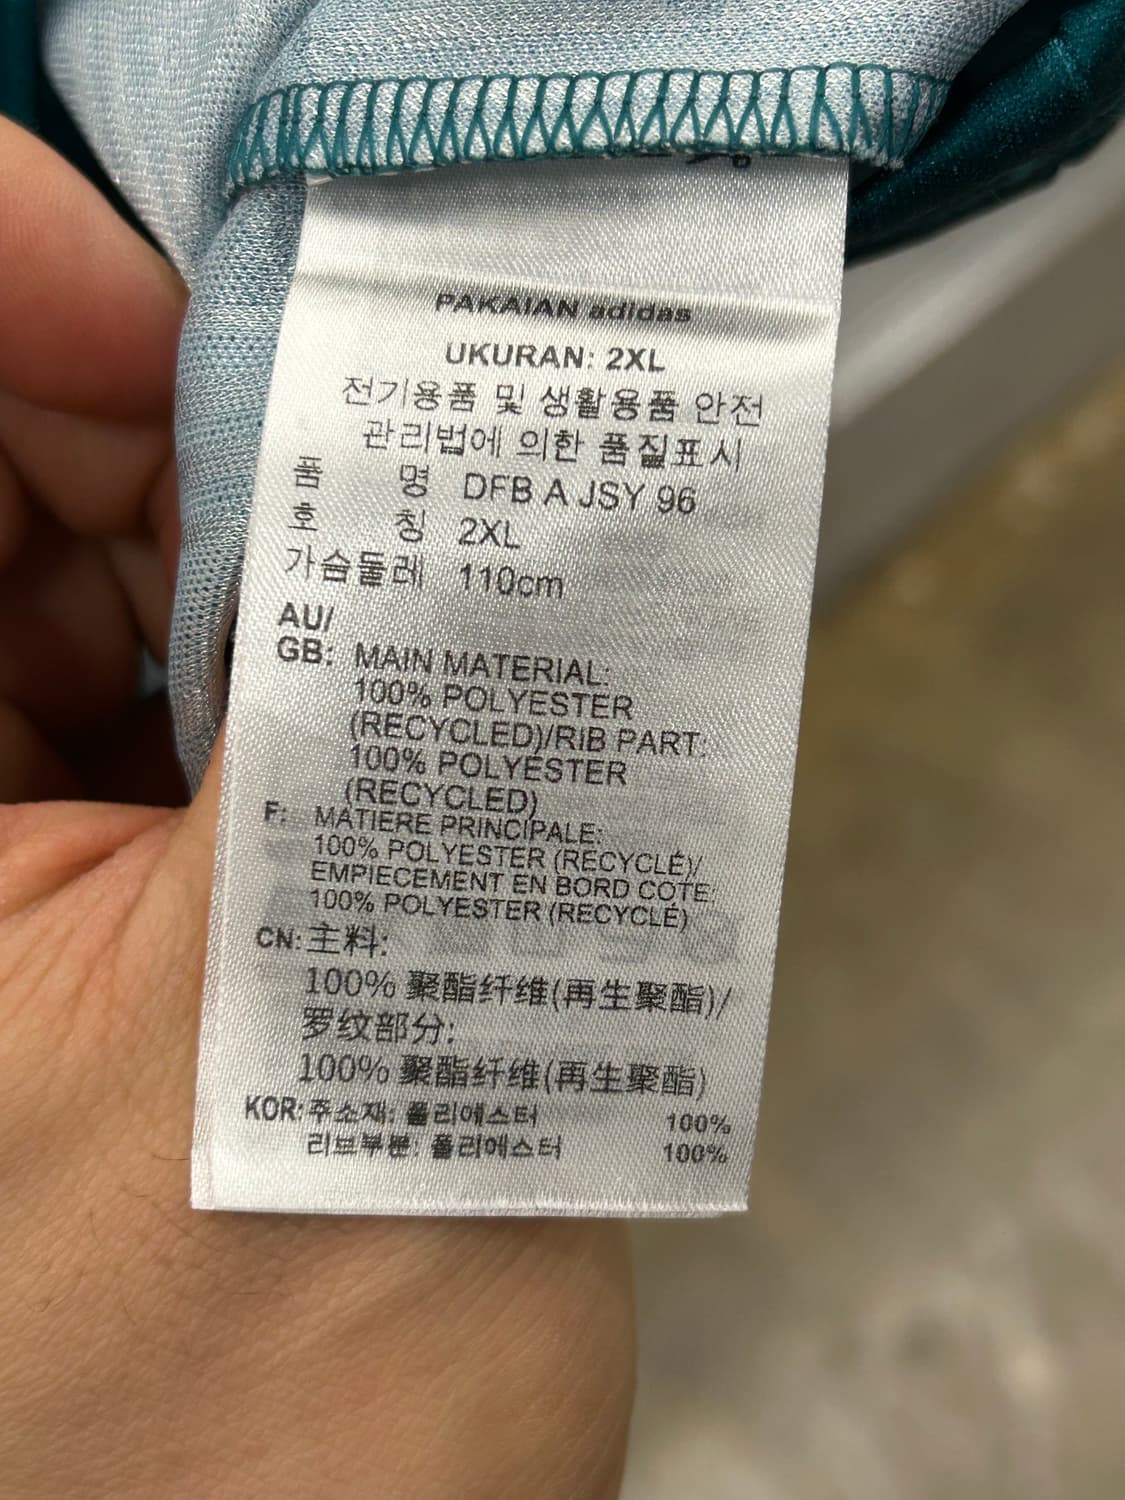 PAKAIAN adidas
UKURAN: 2XL
전기용품 및 생활용품 안전
관리법에 의한 품질표시
품 명 DFB A JSY 96
호 칭 2XL
가슴둘레 110cm
AU/
GB: MAIN MATERIAL:
100% POLYESTER
(RECYCLED)/RIB PART:
100% POLYESTER
(RECYCLED)
F: MATIERE PRINCIPALE:
100% POLYESTER (RECYCLÉ)/
EMPIECEMENT EN BORD COTE:
100% POLYESTER (RECYCLÉ)
CN: 主料:
100% 聚酯纤维(再生聚酯)/
罗纹部分:
100% 聚酯纤维(再生聚酯)
KOR: 주소재: 폴리에스터 100%
리브부분: 폴리에스터 100%